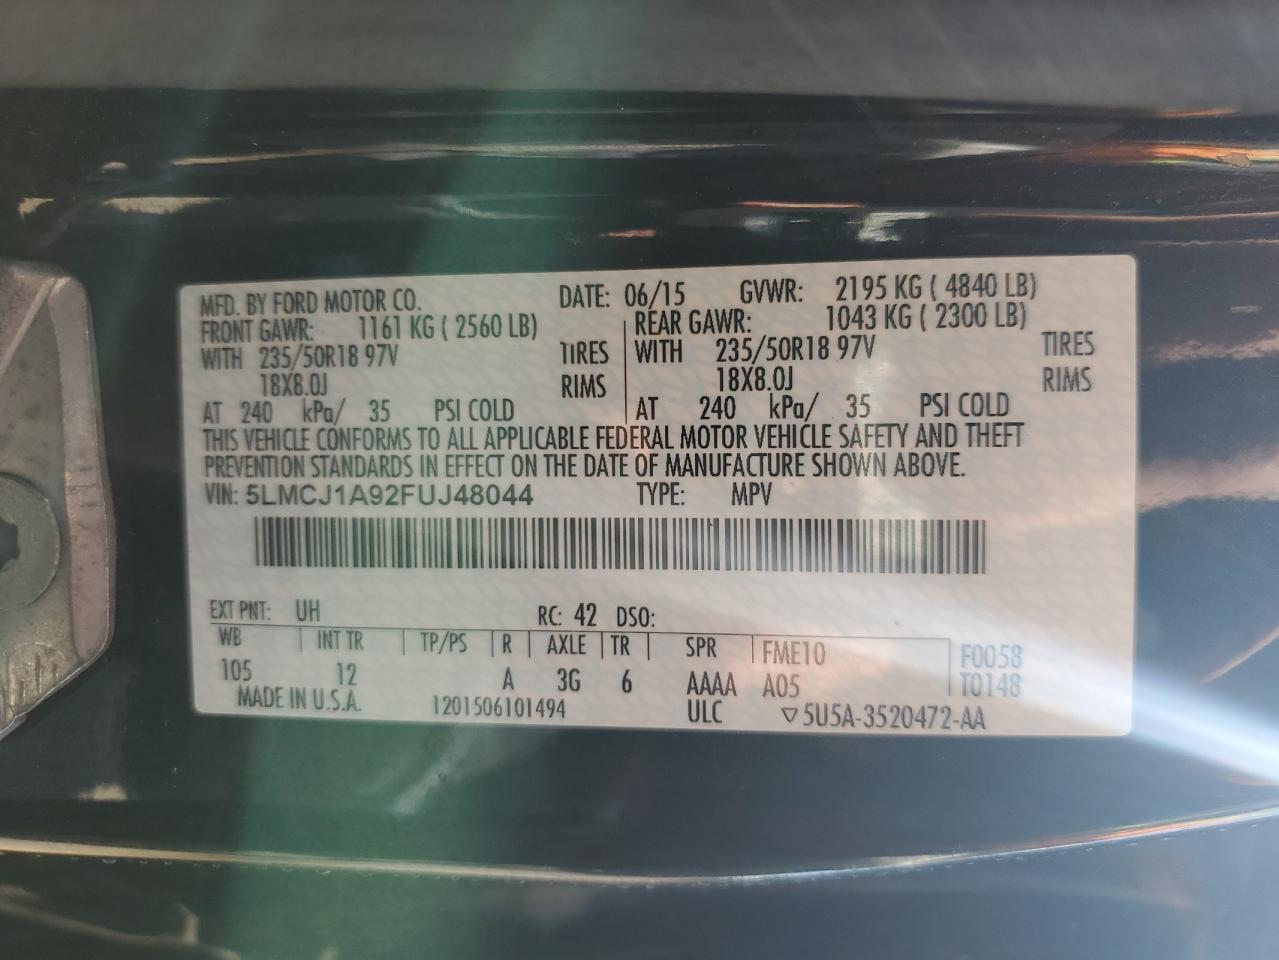 MFD. BY FORD MOTOR CO. DATE: 06/15 GVWR: 2195 KG ( 4840 LB)
FRONT GAWR: 1161 KG ( 2560 LB) REAR GAWR: 1043 KG ( 2300 LB)
WITH 235/50R18 97V TIRES WITH 235/50R18 97V TIRES
18X8.0J RIMS 18X8.0J RIMS
AT 240 kPa/ 35 PSI COLD AT 240 kPa/ 35 PSI COLD
THIS VEHICLE CONFORMS TO ALL APPLICABLE FEDERAL MOTOR VEHICLE SAFETY AND THEFT
PREVENTION STANDARDS IN EFFECT ON THE DATE OF MANUFACTURE SHOWN ABOVE.
VIN: 5LMCJ1A92FUJ48044 TYPE: MPV
EXT PNT: UH RC: 42 DSO:
WB INT TR TP/PS R AXLE TR SPR FME10 F0058
105 12 A 3G 6 AAAA A05 T0148
MADE IN U.S.A. 1201506101494 ULC ▽5U5A-3520472-AA